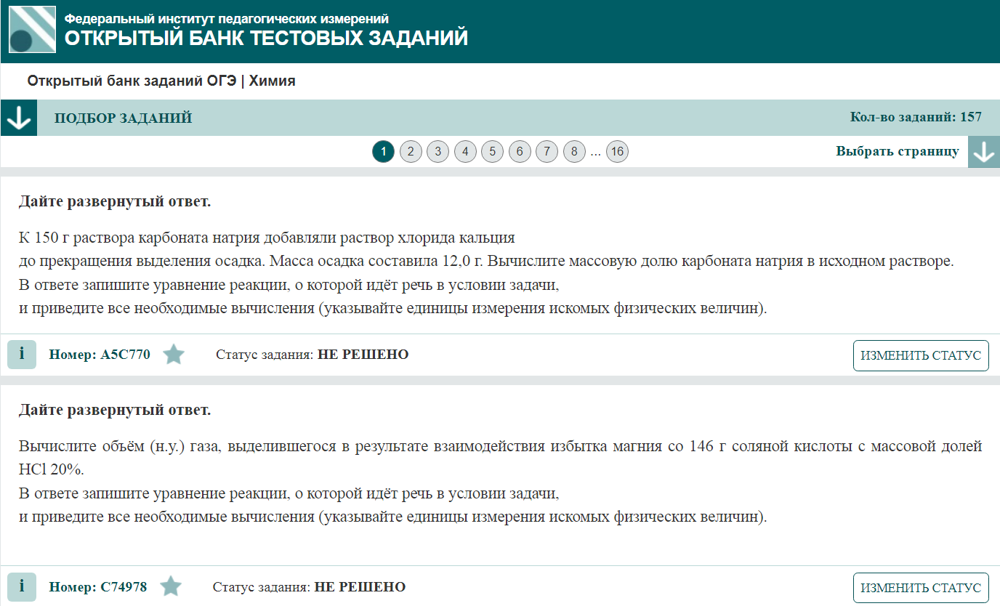 Федеральный институт педагогических измерений
ОТКРЫТЫЙ БАНК ТЕСТОВЫХ ЗАДАНИЙ
Открытый банк заданий ОГЭ | Химия
ПОДБОР ЗАДАНИЙ
Кол-во заданий: 157
1 2 3 4 5 6 7 8 ... 16
Выбрать страницу
Дайте развернутый ответ.
К 150 г раствора карбоната натрия добавляли раствор хлорида кальция
до прекращения выделения осадка. Масса осадка составила 12,0 г. Вычислите массовую долю карбоната натрия в исходном растворе.
В ответе запишите уравнение реакции, о которой идёт речь в условии задачи,
и приведите все необходимые вычисления (указывайте единицы измерения искомых физических величин).
i Номер: A5C770 Статус задания: НЕ РЕШЕНО
ИЗМЕНИТЬ СТАТУС
Дайте развернутый ответ.
Вычислите объём (н.у.) газа, выделившегося в результате взаимодействия избытка магния со 146 г соляной кислоты с массовой долей
HCl 20%.
В ответе запишите уравнение реакции, о которой идёт речь в условии задачи,
и приведите все необходимые вычисления (указывайте единицы измерения искомых физических величин).
i Номер: C74978 Статус задания: НЕ РЕШЕНО
ИЗМЕНИТЬ СТАТУС